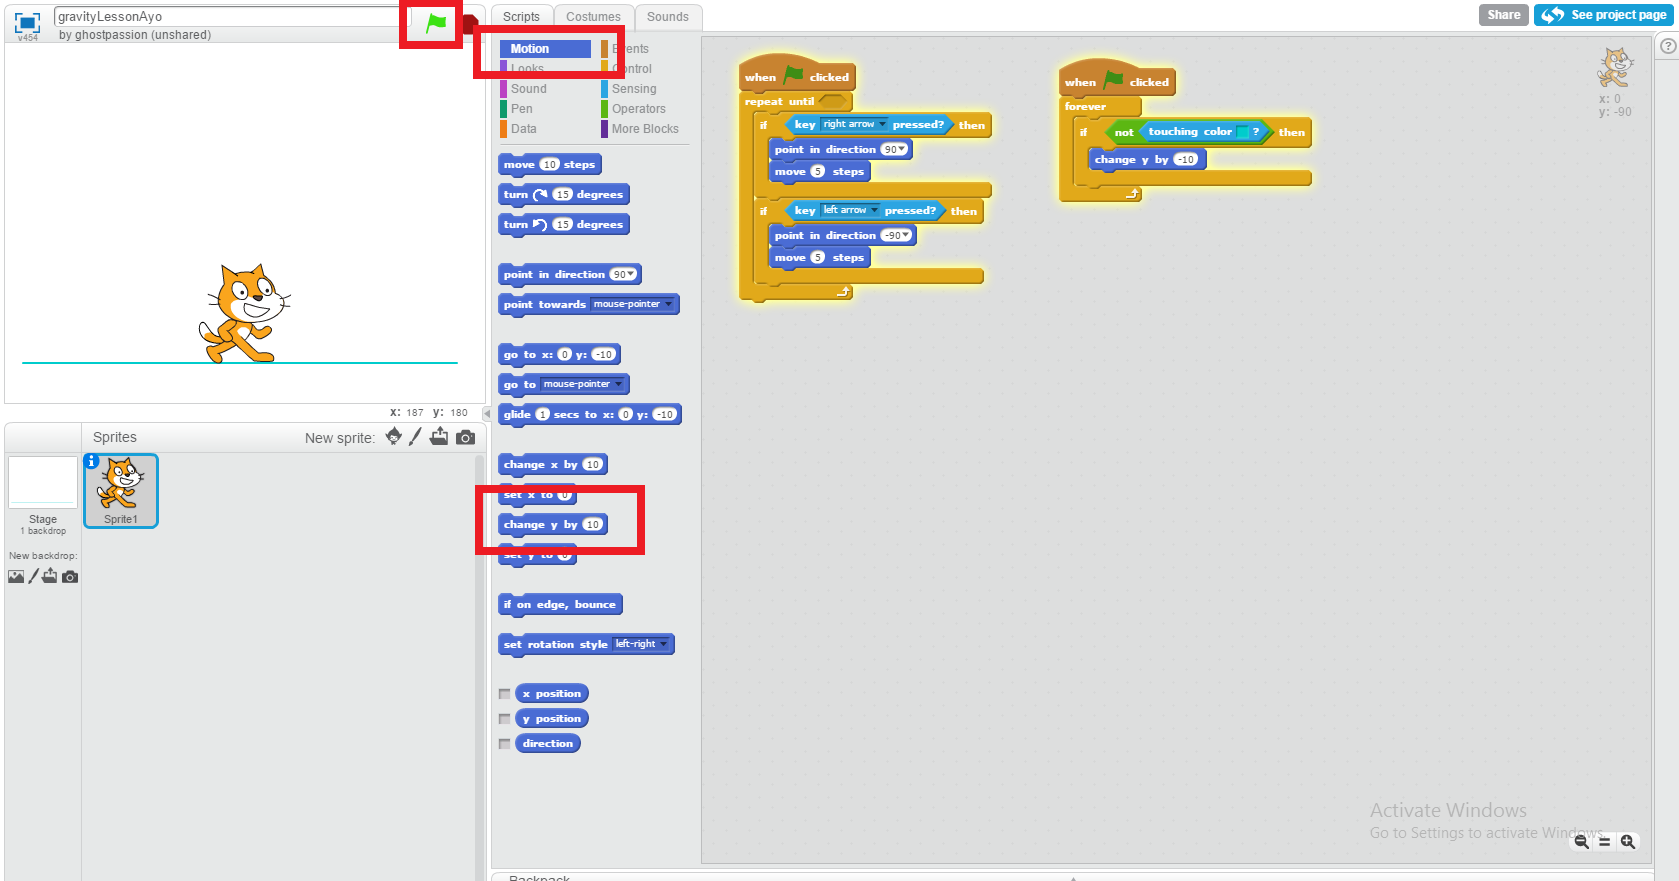 gravityLessonAyo
by ghostpassion (unshared)
v454
Scripts
Costumes
Sounds
Share
See project page
Motion
Events
Looks
Control
Sound
Sensing
Pen
Operators
Data
More Blocks
move 10 steps
turn 15 degrees
turn 15 degrees
point in direction 90
point towards mouse-pointer
go to x: 0 y: -10
go to mouse-pointer
glide 1 secs to x: 0 y: -10
change x by 10
set x to 0
change y by 10
set y to 0
if on edge, bounce
set rotation style left-right
x position
y position
direction
when clicked
repeat until
if key right arrow pressed? then
point in direction 90
move 5 steps
if key left arrow pressed? then
point in direction -90
move 5 steps
when clicked
forever
if not touching color ? then
change y by -10
x: 0
y: -90
x: 187 y: 180
Sprites
New sprite:
Sprite1
Stage
1 backdrop
New backdrop:
Activate Windows
Go to Settings to activate Windows.
Backpack